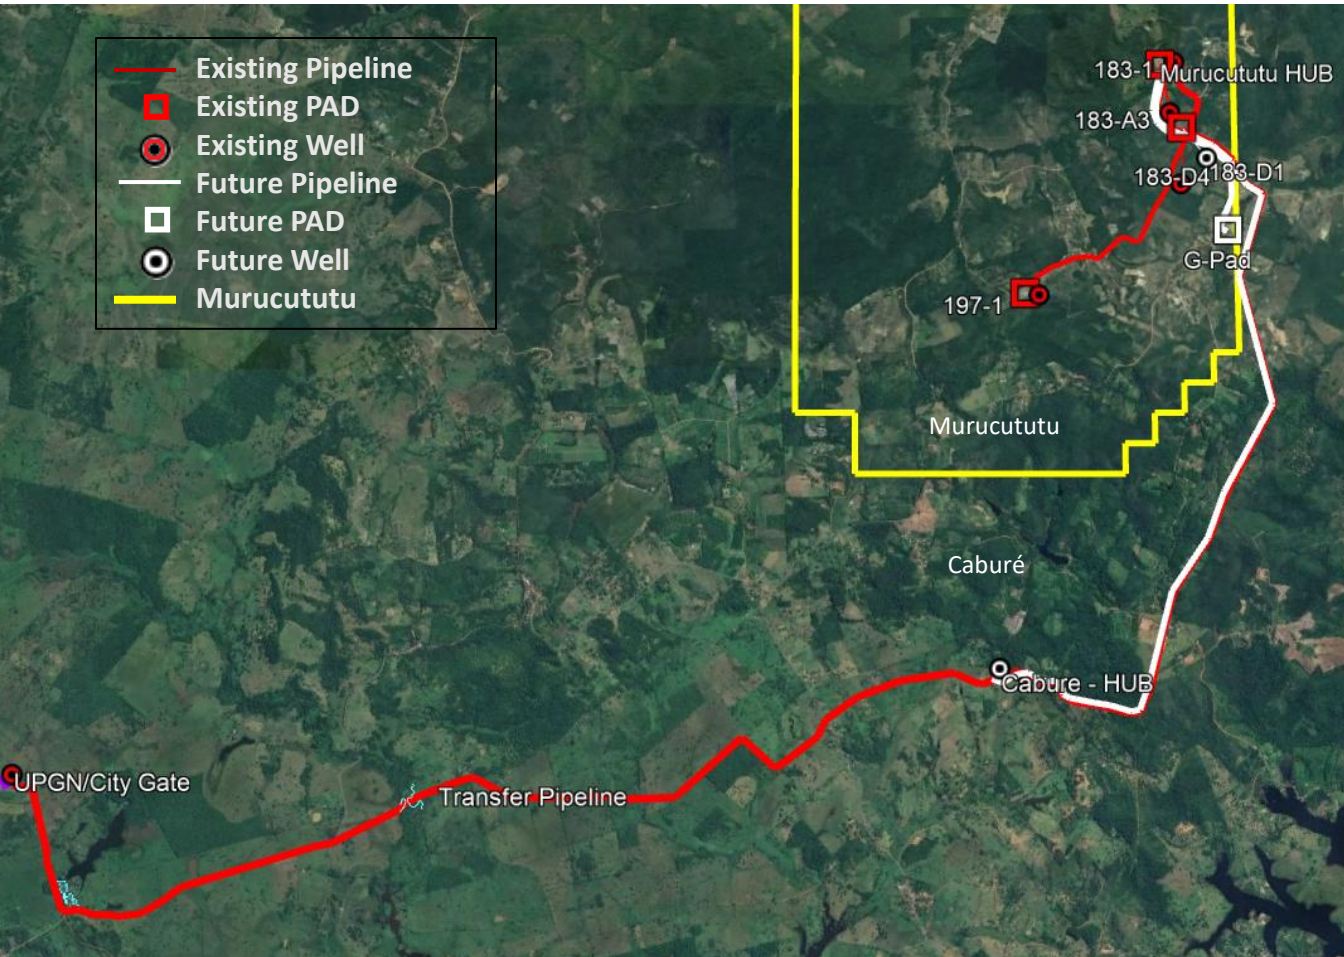 Existing Pipeline
Existing PAD
Existing Well
Future Pipeline
Future PAD
Future Well
Murucututu
183-1
Murucututu HUB
183-A3
183-D4
183-D1
G-Pad
197-1
Murucututu
Caburé
Cabure - HUB
UPGN/City Gate
Transfer Pipeline